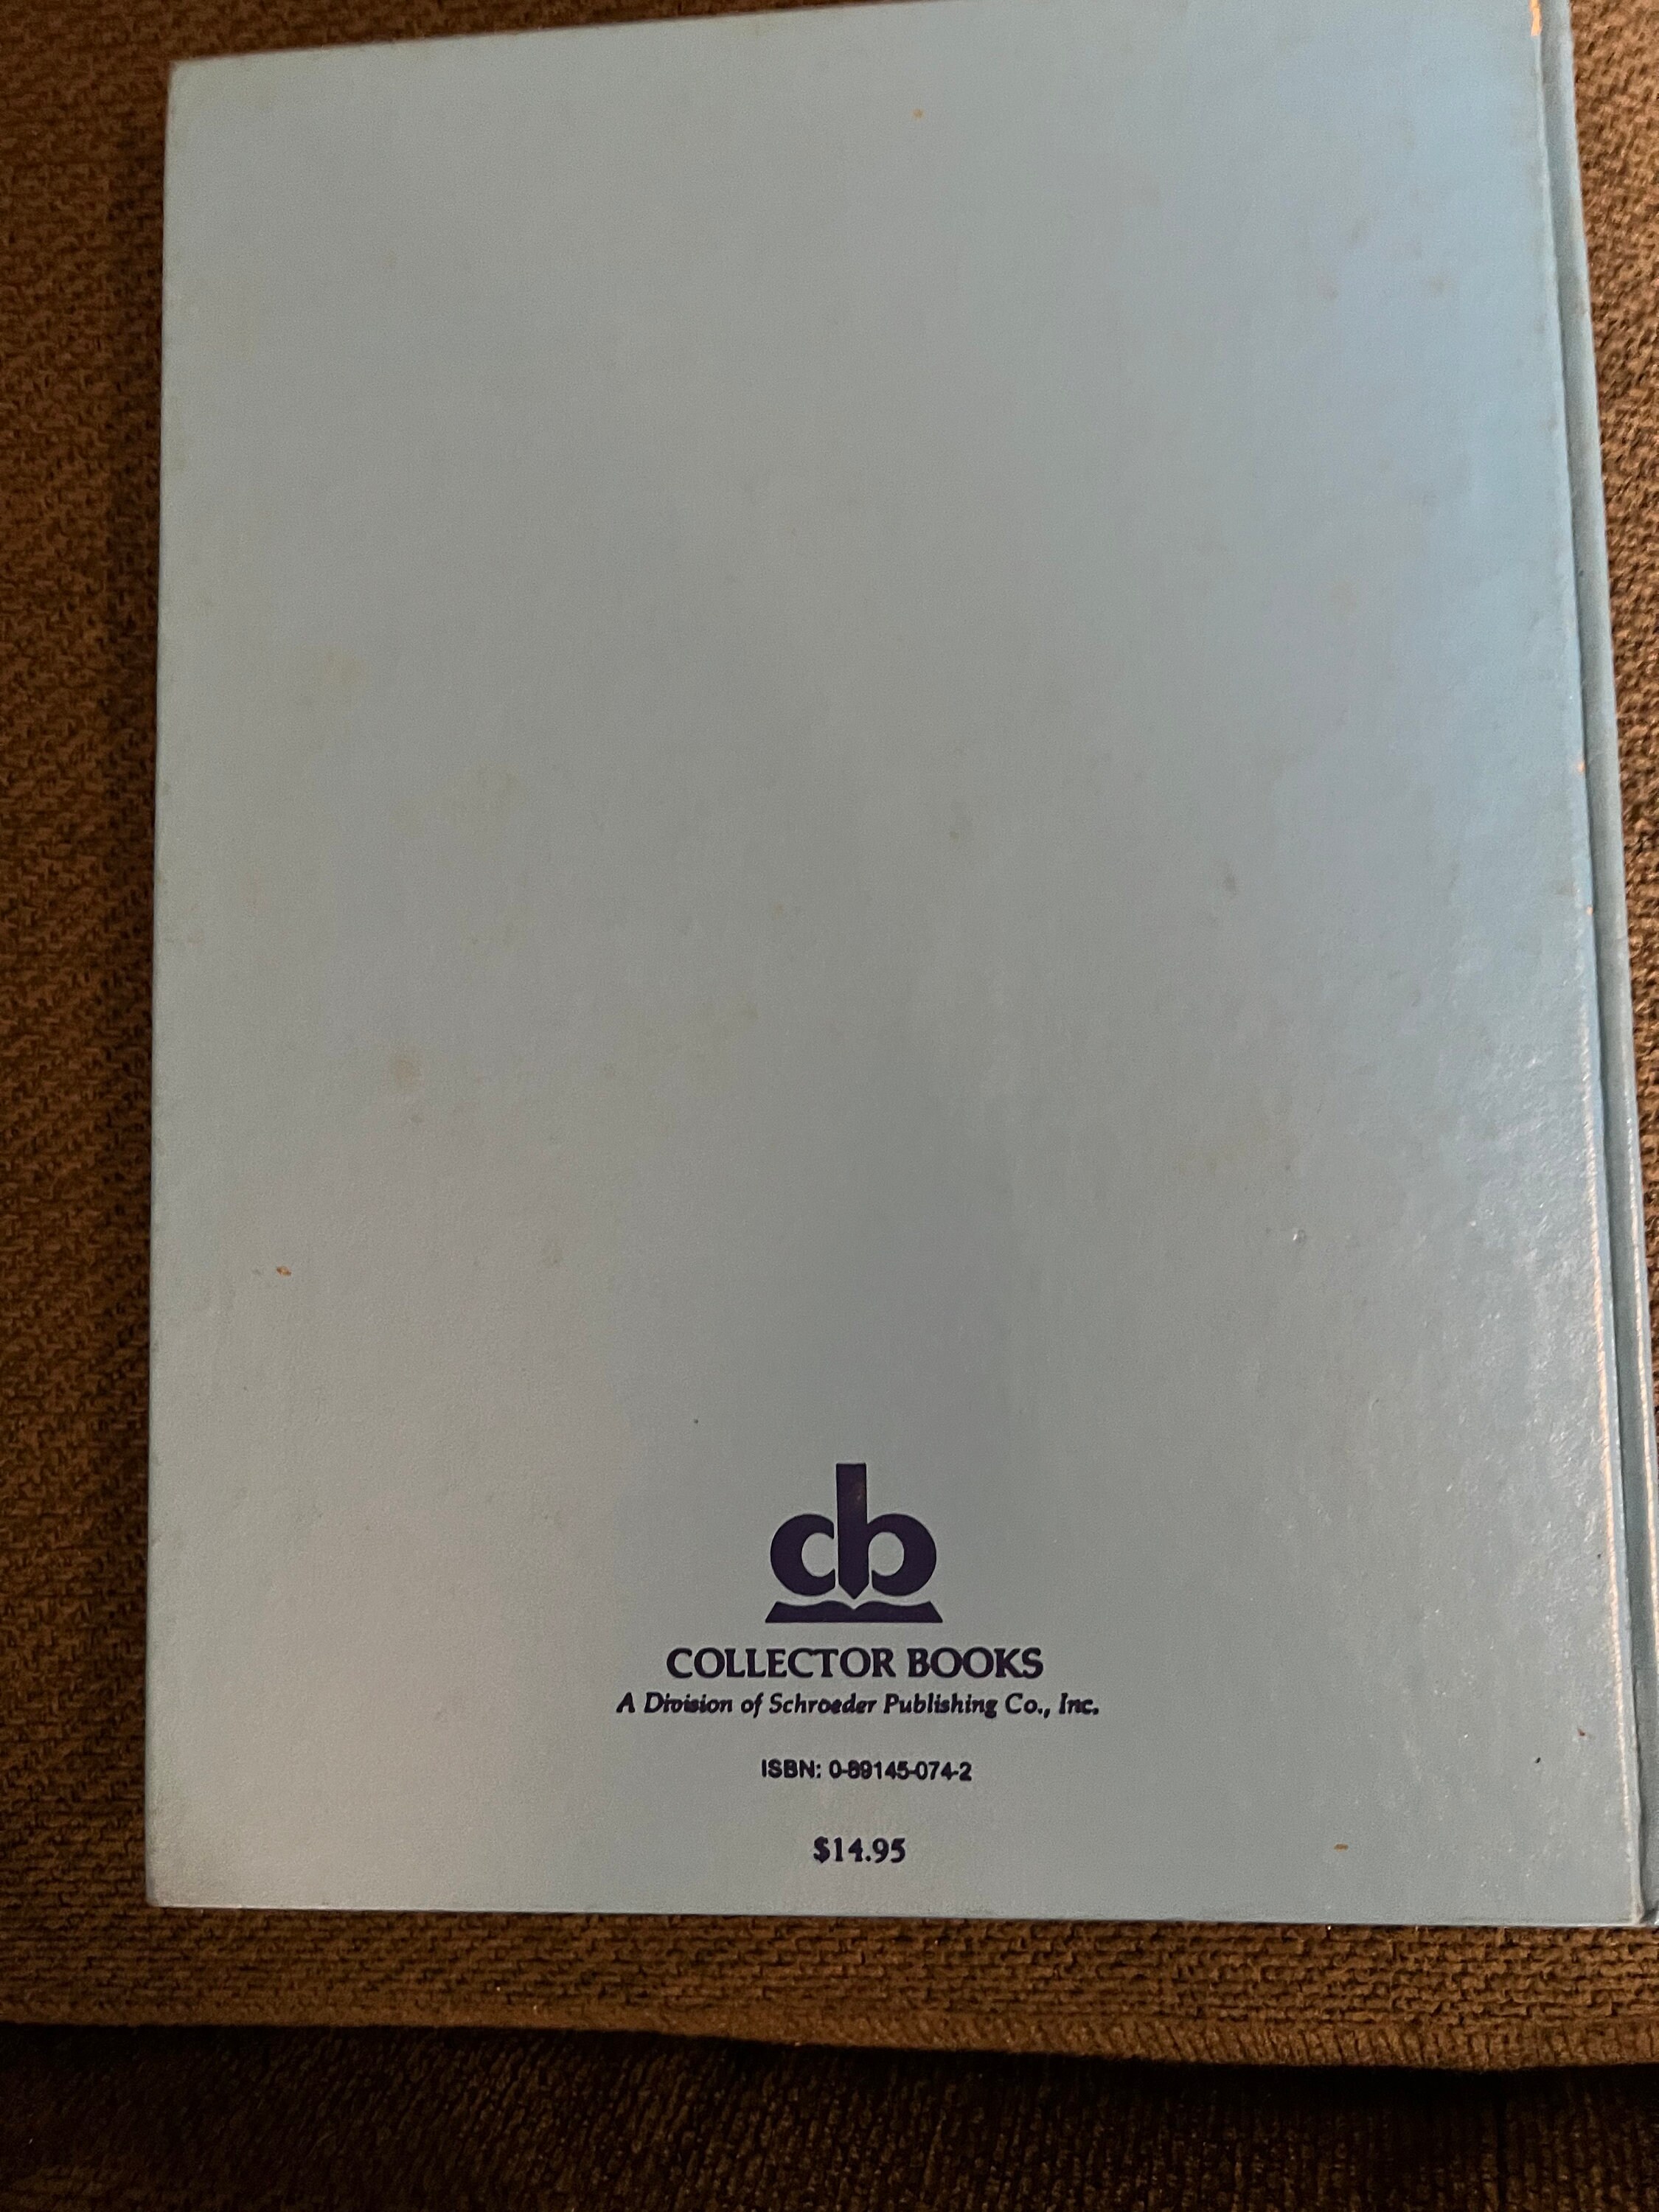 cb
COLLECTOR BOOKS
A Division of Schroeder Publishing Co., Inc.
ISBN: 0-89145-074-2
$14.95